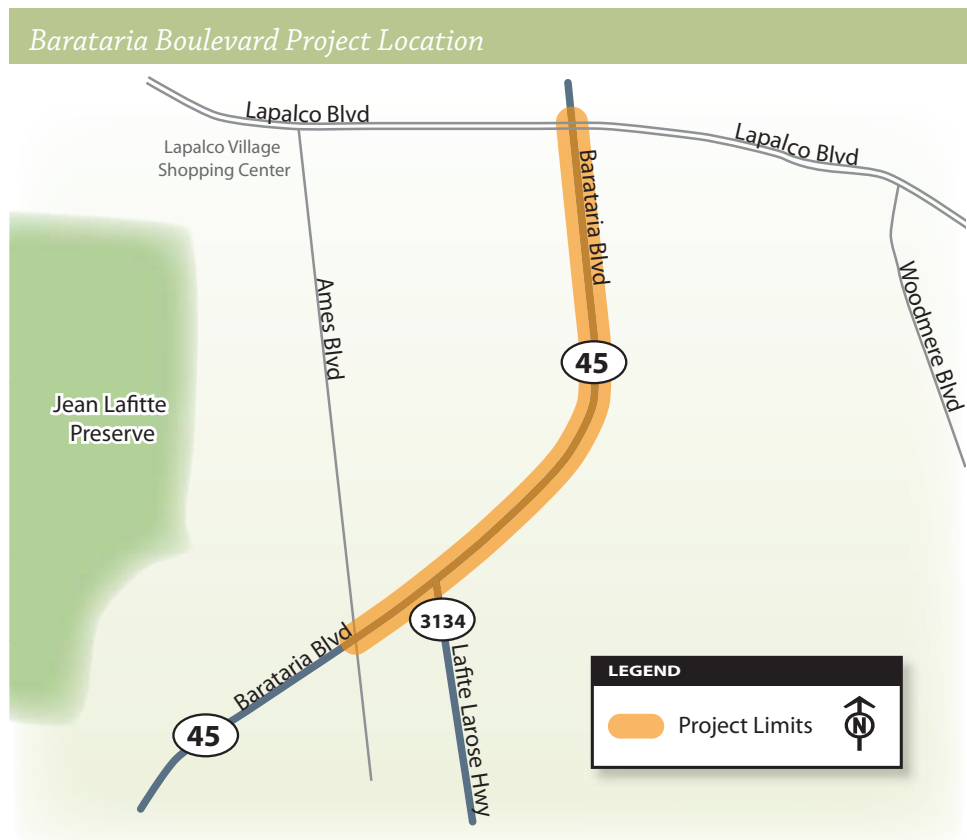 Barataria Boulevard Project Location
Lapalco Blvd
Lapalco Blvd
Lapalco Village
Shopping Center
Barataria Blvd
Ames Blvd
Woodmere Blvd
45
Jean Lafitte
Preserve
3134
Barataria Blvd
Lafite Larose Hwy
45
LEGEND
Project Limits
N